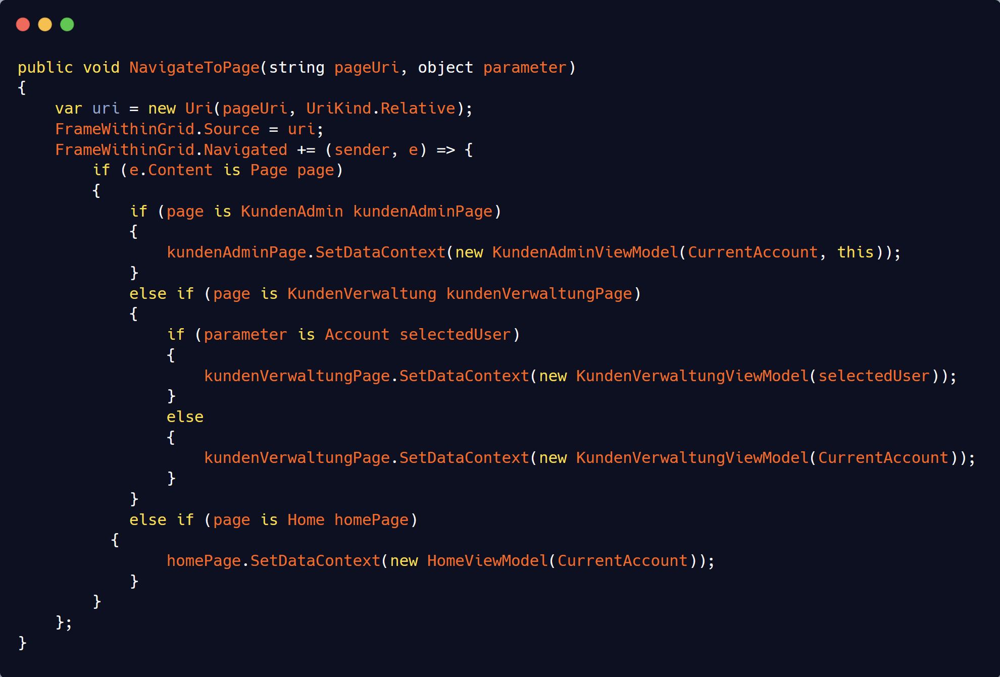 public void NavigateToPage(string pageUri, object parameter)
{
    var uri = new Uri(pageUri, UriKind.Relative);
    FrameWithinGrid.Source = uri;
    FrameWithinGrid.Navigated += (sender, e) => {
        if (e.Content is Page page)
        {
            if (page is KundenAdmin kundenAdminPage)
            {
                kundenAdminPage.SetDataContext(new KundenAdminViewModel(CurrentAccount, this));
            }
            else if (page is KundenVerwaltung kundenVerwaltungPage)
            {
                if (parameter is Account selectedUser)
                {
                    kundenVerwaltungPage.SetDataContext(new KundenVerwaltungViewModel(selectedUser));
                }
                else
                {
                    kundenVerwaltungPage.SetDataContext(new KundenVerwaltungViewModel(CurrentAccount));
                }
            }
            else if (page is Home homePage)
          {
                homePage.SetDataContext(new HomeViewModel(CurrentAccount));
            }
        }
    };
}